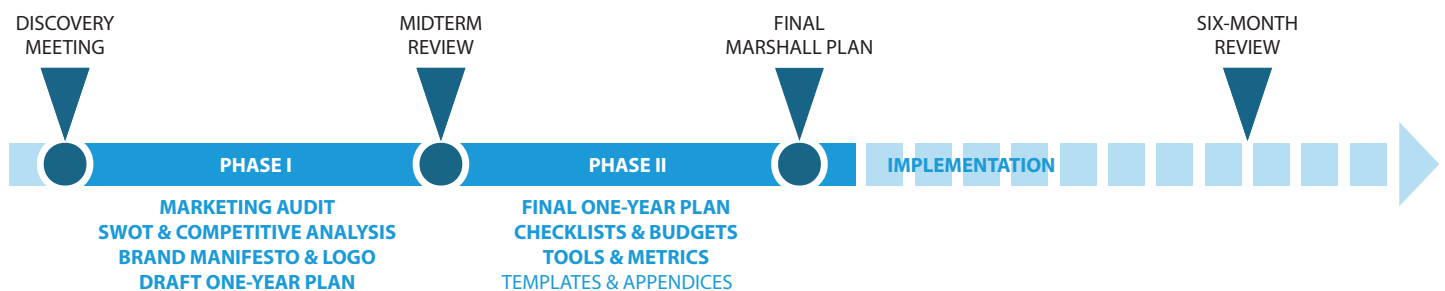 DISCOVERY
MEETING
MIDTERM
REVIEW
FINAL
MARSHALL PLAN
SIX-MONTH
REVIEW
PHASE I
PHASE II
IMPLEMENTATION
MARKETING AUDIT
SWOT & COMPETITIVE ANALYSIS
BRAND MANIFESTO & LOGO
DRAFT ONE-YEAR PLAN
FINAL ONE-YEAR PLAN
CHECKLISTS & BUDGETS
TOOLS & METRICS
TEMPLATES & APPENDICES